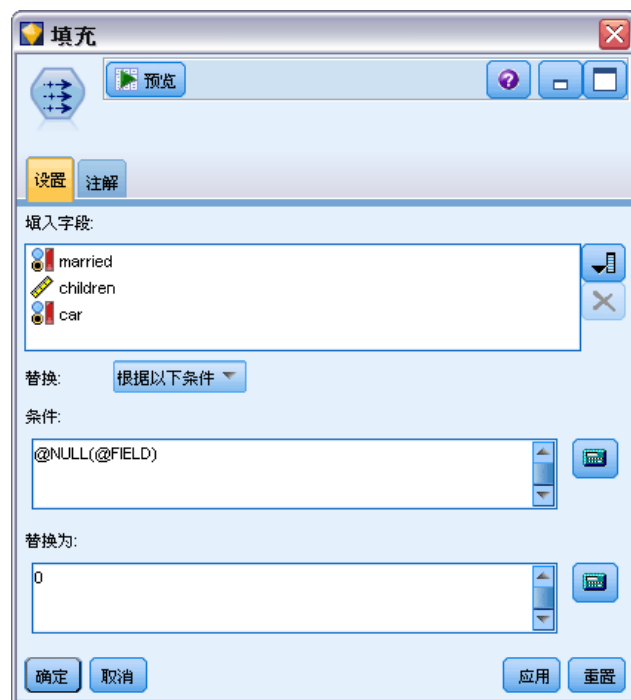 填充
预览
设置 注解
填入字段:
married
children
car
替换: 根据以下条件
条件:
@NULL(@FIELD)
替换为:
0
确定 取消 应用 重置